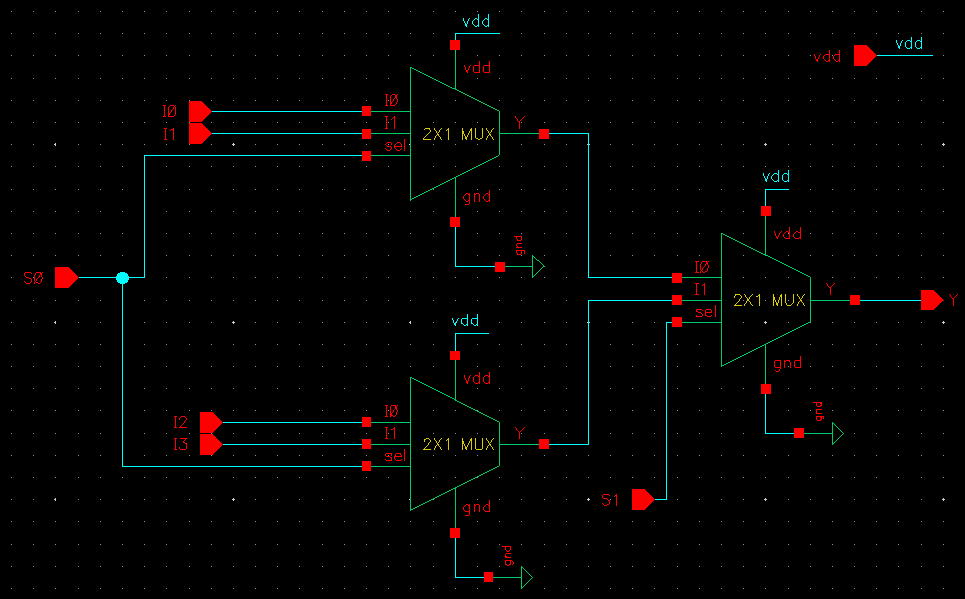 vdd
vdd
vdd
vdd
I0
I0
I1
I1
Y
2X1 MUX
sel
gnd
gnd
vdd
vdd
S0
I0
I1
Y
2X1 MUX
Y
sel
gnd
gnd
vdd
vdd
I2
I0
I3
I1
Y
2X1 MUX
sel
S1
gnd
gnd